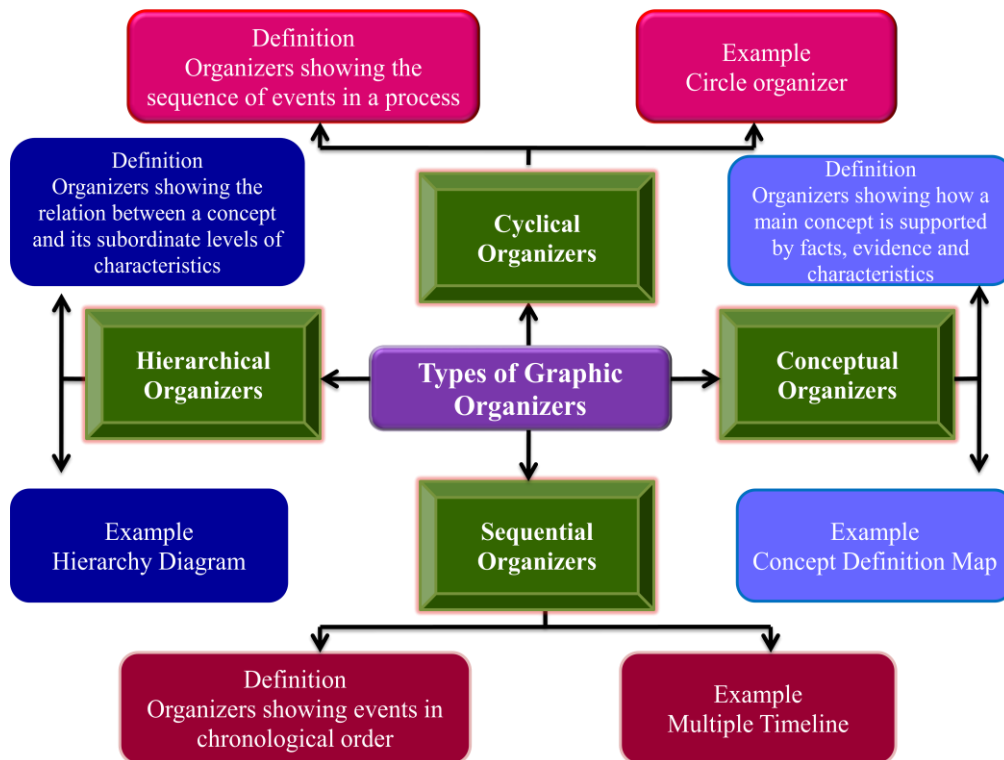 Definition
Organizers showing the
sequence of events in a process
Example
Circle organizer
Definition
Organizers showing the
relation between a concept
and its subordinate levels of
characteristics
Cyclical
Organizers
Definition
Organizers showing how a
main concept is supported
by facts, evidence and
characteristics
Hierarchical
Organizers
Types of Graphic
Organizers
Conceptual
Organizers
Example
Hierarchy Diagram
Sequential
Organizers
Example
Concept Definition Map
Definition
Organizers showing events in
chronological order
Example
Multiple Timeline